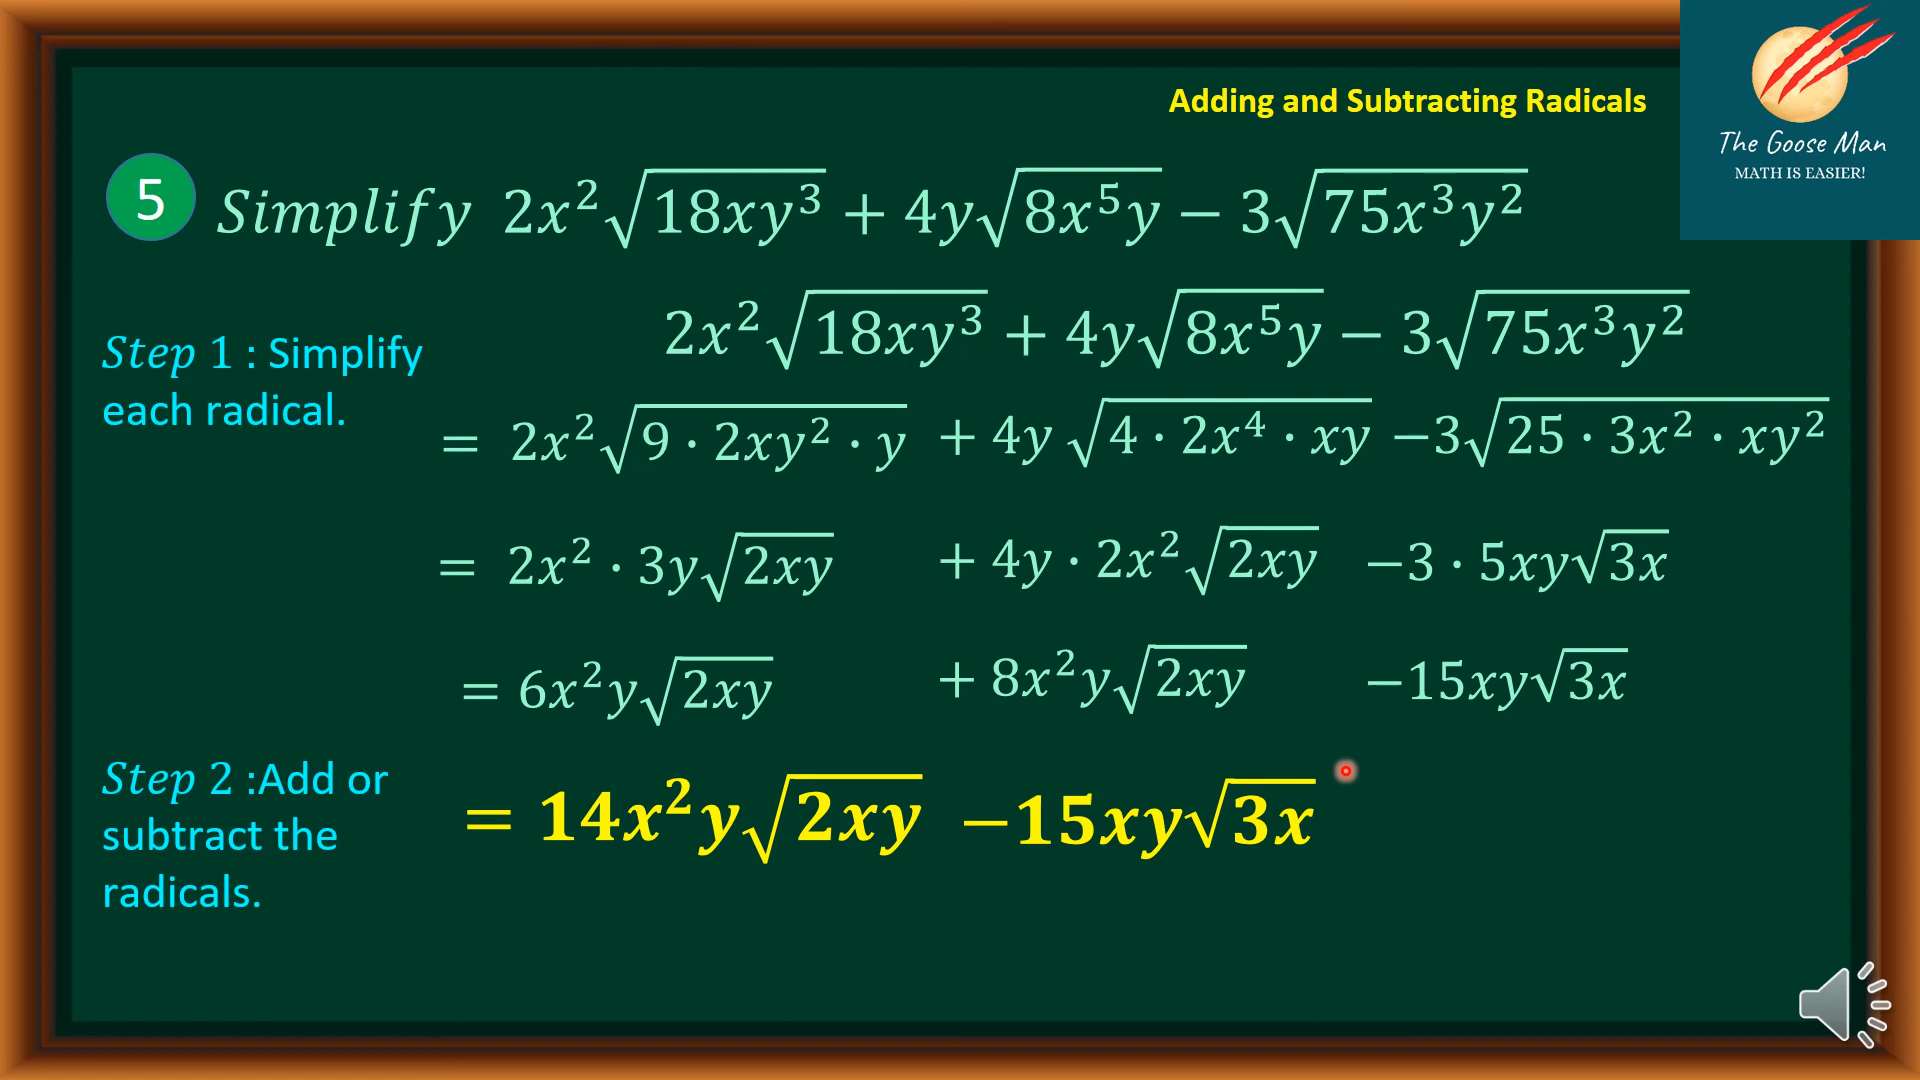 Adding and Subtracting Radicals
The Goose Man
MATH IS EASIER!
5
Simplify 2x²√(18xy³) + 4y√(8x⁵y) − 3√(75x³y²)
2x²√(18xy³) + 4y√(8x⁵y) − 3√(75x³y²)
Step 1 : Simplify
each radical.
= 2x²√(9 · 2xy² · y) + 4y √(4 · 2x⁴ · xy) −3√(25 · 3x² · xy²)
= 2x² · 3y√(2xy) + 4y · 2x²√(2xy) −3 · 5xy√(3x)
= 6x²y√(2xy) + 8x²y√(2xy) −15xy√(3x)
Step 2 :Add or
subtract the
radicals.
= 14x²y√(2xy) −15xy√(3x)